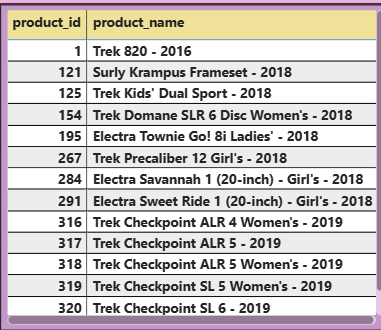 product_id product_name
1 Trek 820 - 2016
121 Surly Krampus Frameset - 2018
125 Trek Kids' Dual Sport - 2018
154 Trek Domane SLR 6 Disc Women's - 2018
195 Electra Townie Go! 8i Ladies' - 2018
267 Trek Precaliber 12 Girl's - 2018
284 Electra Savannah 1 (20-inch) - Girl's - 2018
291 Electra Sweet Ride 1 (20-inch) - Girl's - 2018
316 Trek Checkpoint ALR 4 Women's - 2019
317 Trek Checkpoint ALR 5 - 2019
318 Trek Checkpoint ALR 5 Women's - 2019
319 Trek Checkpoint SL 5 Women's - 2019
320 Trek Checkpoint SL 6 - 2019